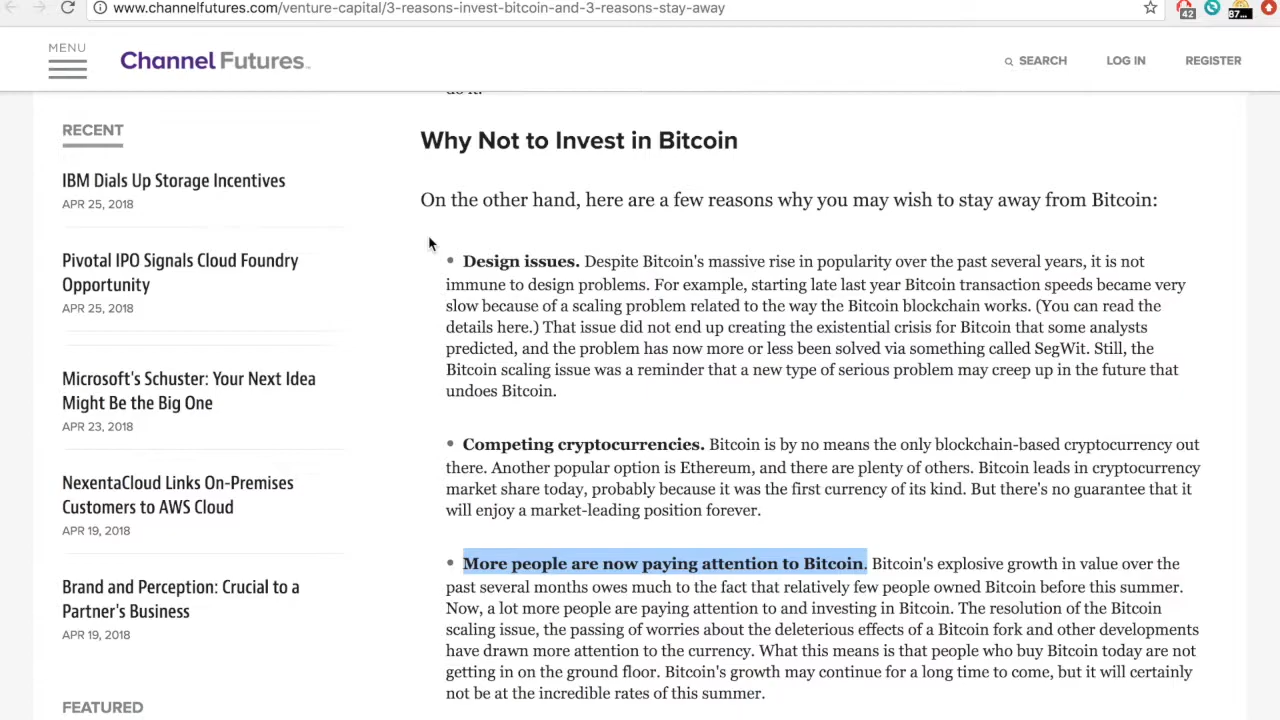 www.channelfutures.com/venture-capital/3-reasons-invest-bitcoin-and-3-reasons-stay-away
42
87...
MENU
Channel Futures
SEARCH
LOG IN
REGISTER
RECENT
IBM Dials Up Storage Incentives
APR 25, 2018
Pivotal IPO Signals Cloud Foundry
Opportunity
APR 25, 2018
Microsoft's Schuster: Your Next Idea
Might Be the Big One
APR 23, 2018
NexentaCloud Links On-Premises
Customers to AWS Cloud
APR 19, 2018
Brand and Perception: Crucial to a
Partner's Business
APR 19, 2018
FEATURED
do it.
Why Not to Invest in Bitcoin
On the other hand, here are a few reasons why you may wish to stay away from Bitcoin:
• Design issues. Despite Bitcoin's massive rise in popularity over the past several years, it is not
immune to design problems. For example, starting late last year Bitcoin transaction speeds became very
slow because of a scaling problem related to the way the Bitcoin blockchain works. (You can read the
details here.) That issue did not end up creating the existential crisis for Bitcoin that some analysts
predicted, and the problem has now more or less been solved via something called SegWit. Still, the
Bitcoin scaling issue was a reminder that a new type of serious problem may creep up in the future that
undoes Bitcoin.
• Competing cryptocurrencies. Bitcoin is by no means the only blockchain-based cryptocurrency out
there. Another popular option is Ethereum, and there are plenty of others. Bitcoin leads in cryptocurrency
market share today, probably because it was the first currency of its kind. But there's no guarantee that it
will enjoy a market-leading position forever.
• More people are now paying attention to Bitcoin. Bitcoin's explosive growth in value over the
past several months owes much to the fact that relatively few people owned Bitcoin before this summer.
Now, a lot more people are paying attention to and investing in Bitcoin. The resolution of the Bitcoin
scaling issue, the passing of worries about the deleterious effects of a Bitcoin fork and other developments
have drawn more attention to the currency. What this means is that people who buy Bitcoin today are not
getting in on the ground floor. Bitcoin's growth may continue for a long time to come, but it will certainly
not be at the incredible rates of this summer.